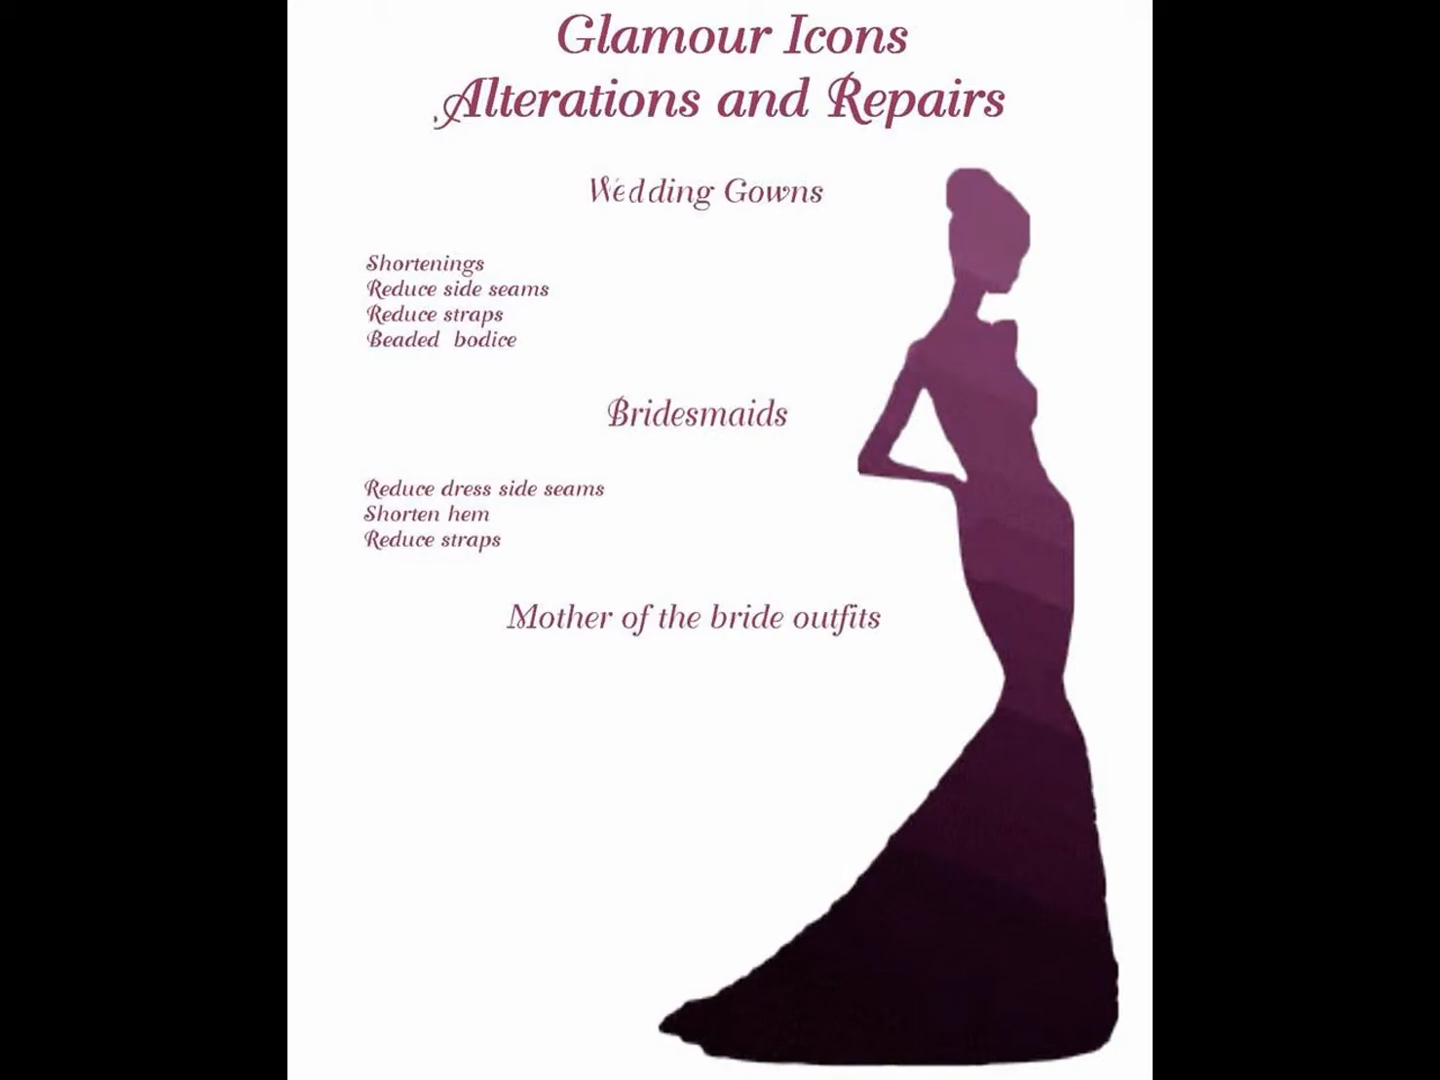 Glamour Icons
Alterations and Repairs
Wedding Gowns
Shortenings
Reduce side seams
Reduce straps
Beaded bodice
Bridesmaids
Reduce dress side seams
Shorten hem
Reduce straps
Mother of the bride outfits